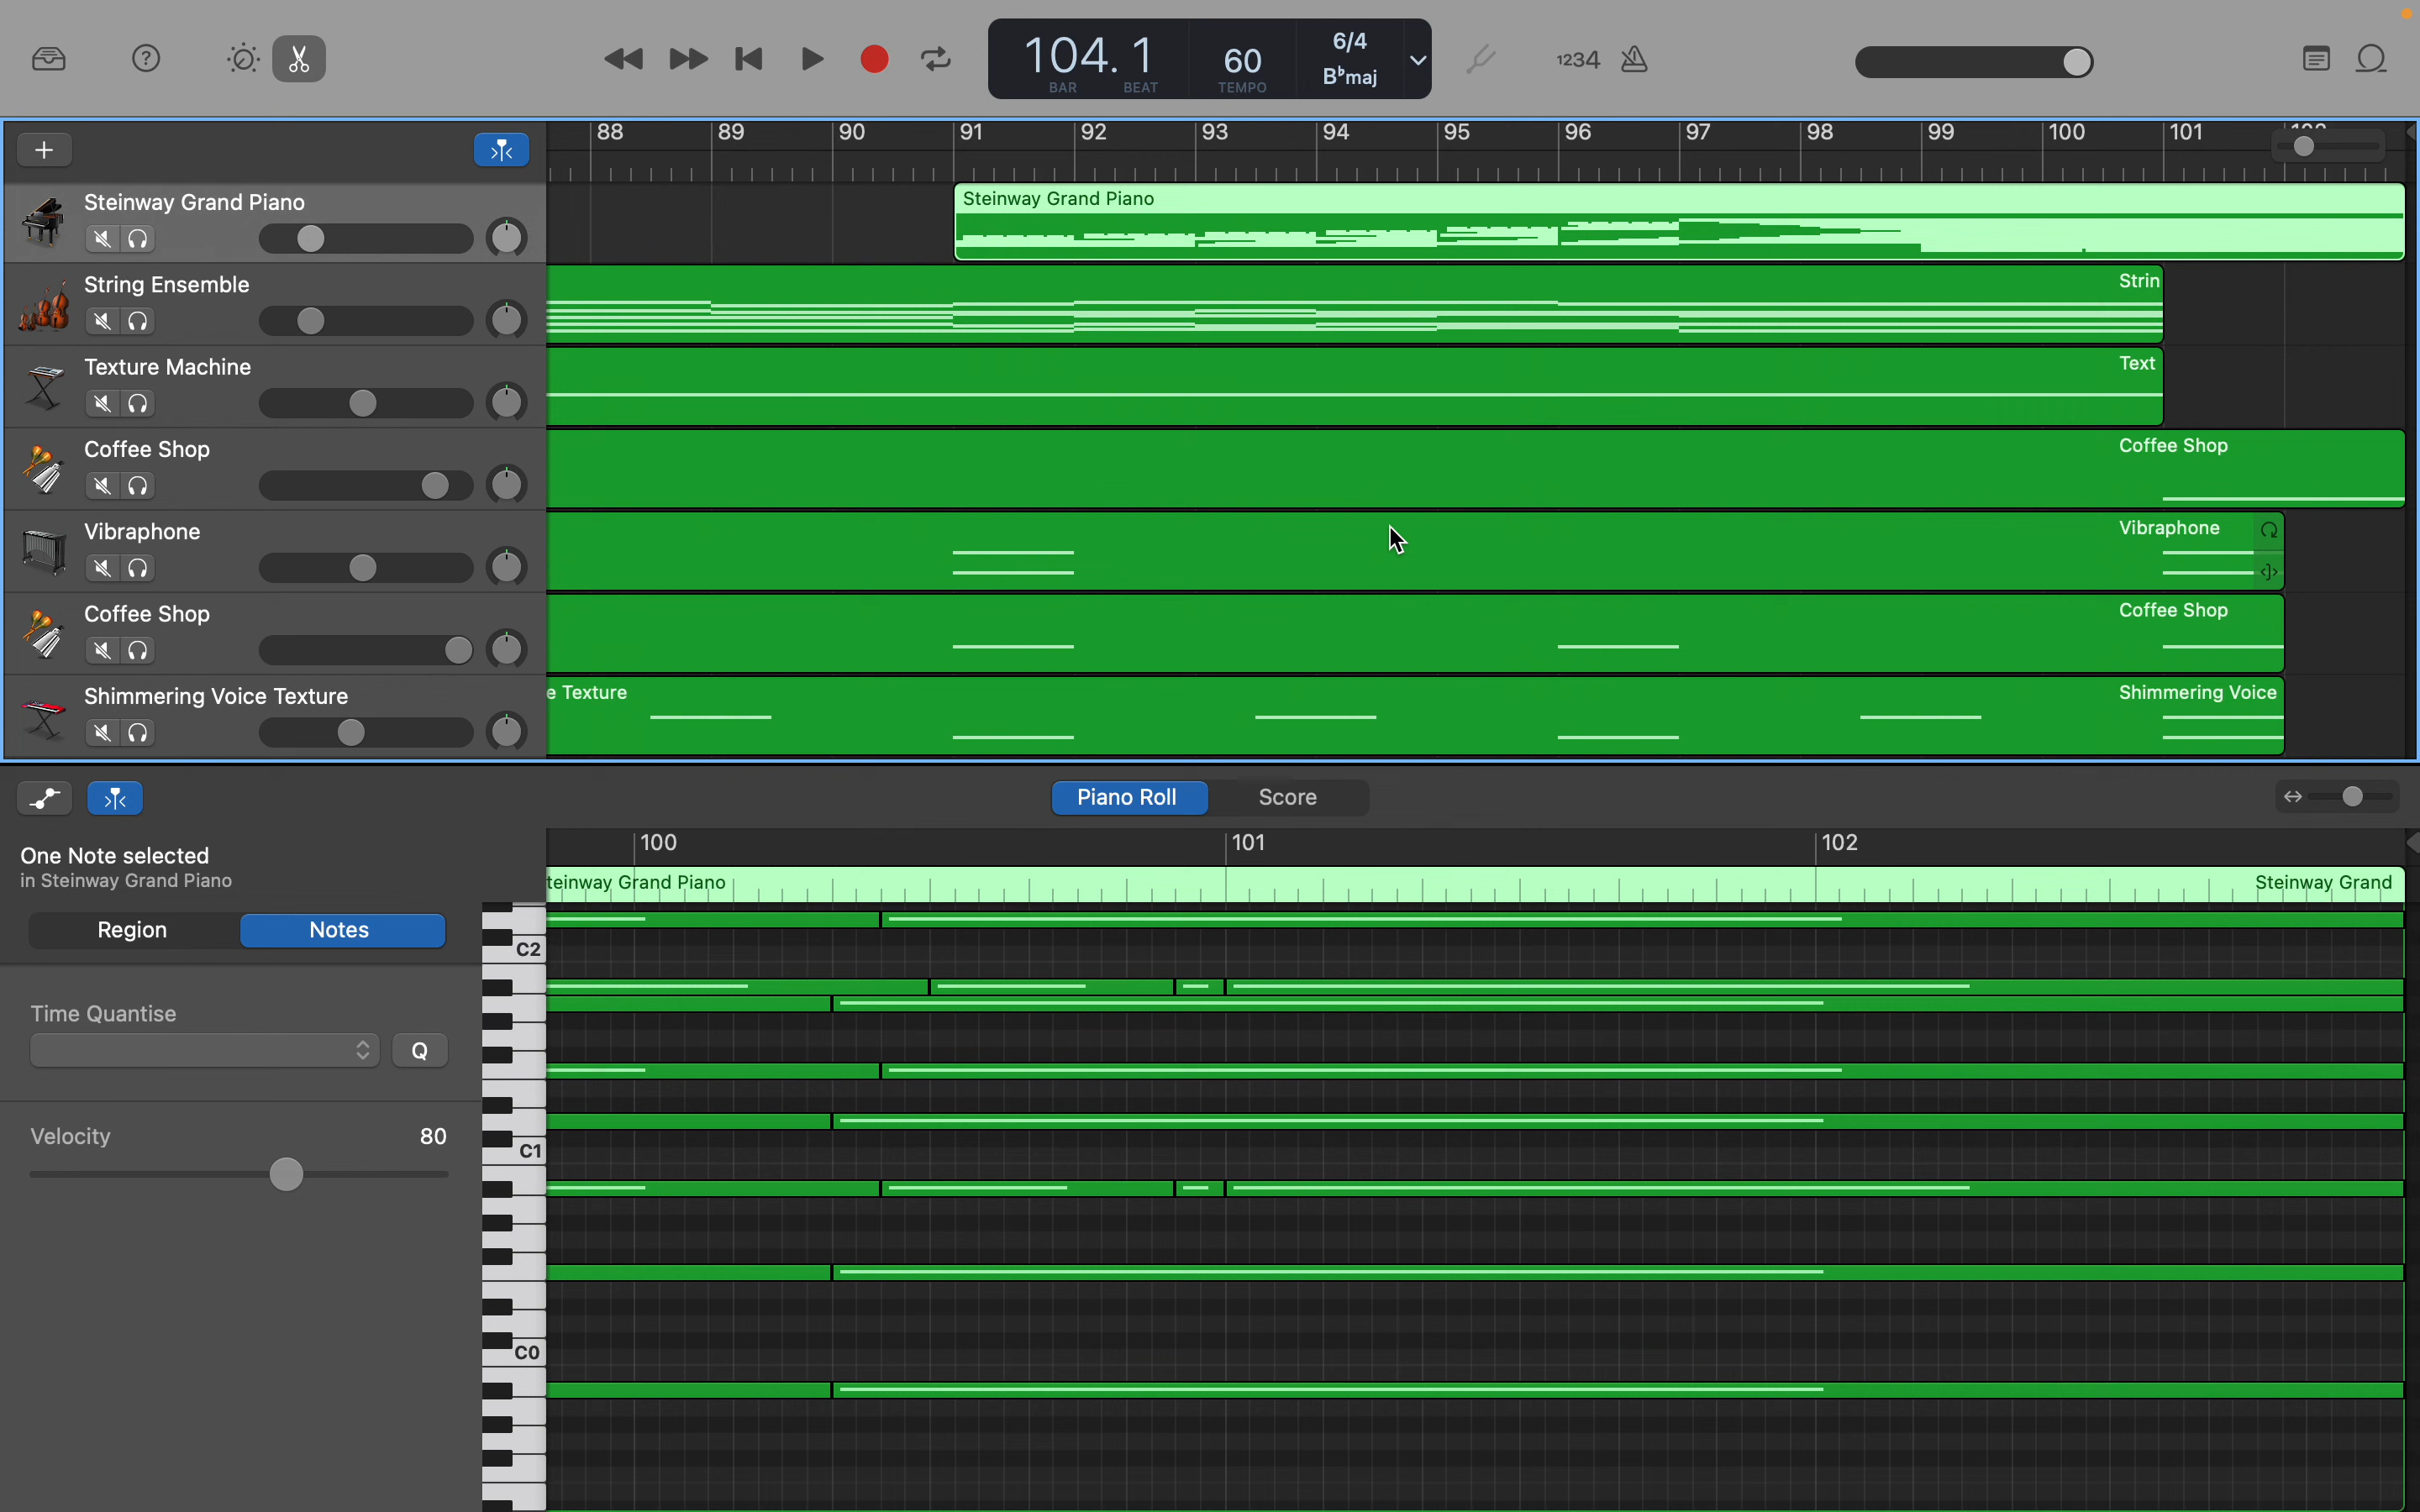 104. 1
BAR BEAT
60
TEMPO
6/4
B♭maj
1234
88 89 90 91 92 93 94 95 96 97 98 99 100 101
Steinway Grand Piano
Steinway Grand Piano
String Ensemble
Strin
Texture Machine
Text
Coffee Shop
Coffee Shop
Vibraphone
Vibraphone
Coffee Shop
Coffee Shop
Shimmering Voice Texture
e Texture
Shimmering Voice
Piano Roll
Score
100 101 102
One Note selected
in Steinway Grand Piano
teinway Grand Piano
Steinway Grand
Region
Notes
C2
Time Quantise
Q
Velocity 80
C1
C0